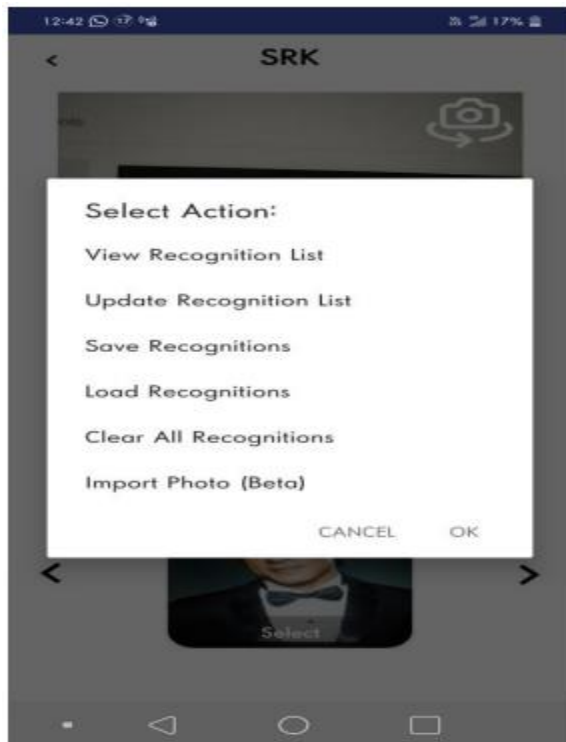 12:42
17%
SRK
Select Action:
View Recognition List
Update Recognition List
Save Recognitions
Load Recognitions
Clear All Recognitions
Import Photo (Beta)
CANCEL OK
Select